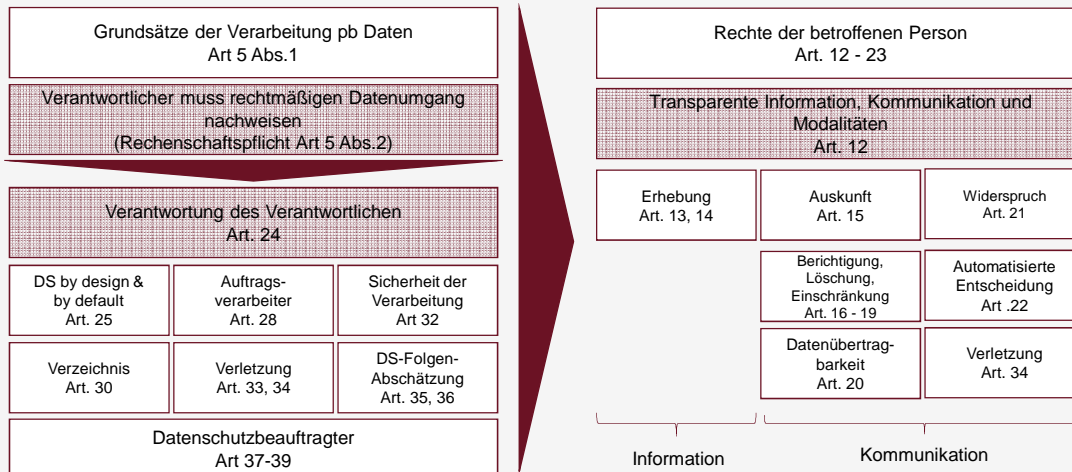 Grundsätze der Verarbeitung pb Daten
Art 5 Abs.1
Verantwortlicher muss rechtmäßigen Datenumgang
nachweisen
(Rechenschaftspflicht Art 5 Abs.2)
Verantwortung des Verantwortlichen
Art. 24
DS by design &
by default
Art. 25
Auftrags-
verarbeiter
Art. 28
Sicherheit der
Verarbeitung
Art 32
Verzeichnis
Art. 30
Verletzung
Art. 33, 34
DS-Folgen-
Abschätzung
Art. 35, 36
Datenschutzbeauftragter
Art 37-39
Rechte der betroffenen Person
Art. 12 - 23
Transparente Information, Kommunikation und
Modalitäten
Art. 12
Erhebung
Art. 13, 14
Auskunft
Art. 15
Widerspruch
Art. 21
Berichtigung,
Löschung,
Einschränkung
Art. 16 - 19
Automatisierte
Entscheidung
Art .22
Datenübertrag-
barkeit
Art. 20
Verletzung
Art. 34
Information
Kommunikation